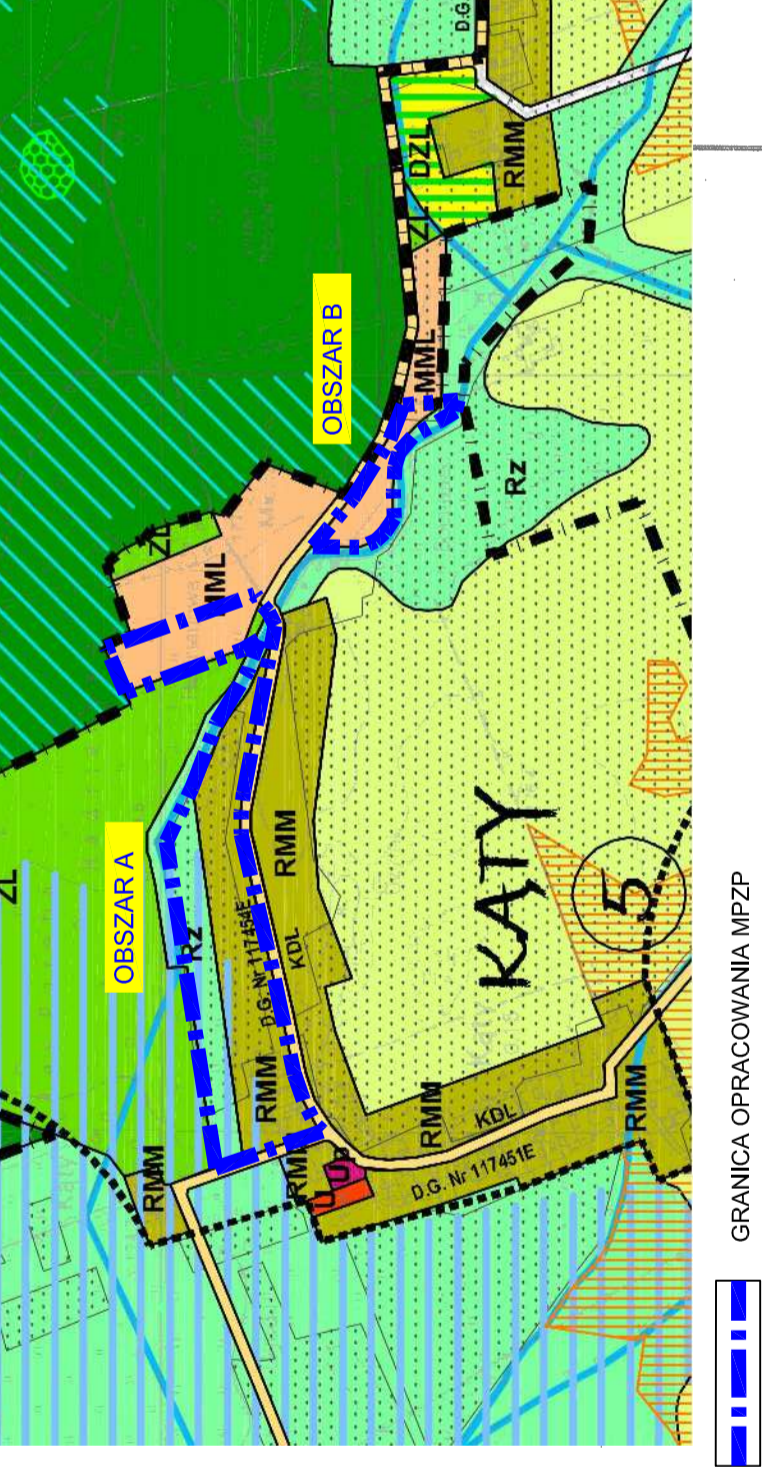 D.G.
DZL
RMM
ZL
OBSZAR B
MML
Rz
ZL
MML
OBSZAR A
ZL
Rz
D.G. Nr 117454E
KDL
RMM
KĄTY
5
RMM
RMM
RMM
RMM
U
UP
KDL
D.G. Nr 117451E
RMM
GRANICA OPRACOWANIA MPZP